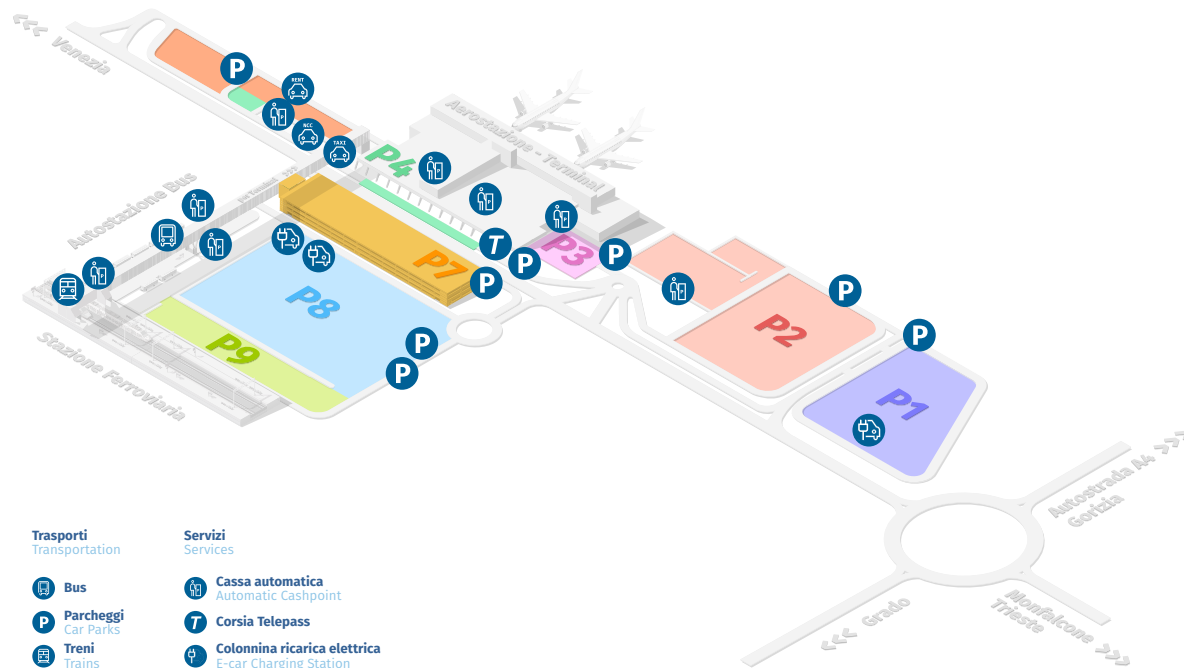 <<< Venezia
P
RENT
P
NCC
TAXI
P4
P
Aerostazione - Terminal
Autostazione Bus
per Terminal >>>
P
P
P
P
T
P
P3
P
P
P7
P
P8
P
P
P9
Stazione Ferroviaria
P
P2
P
P1
Autostrada A4 >>>
Gorizia
<<< Grado
Monfalcone >>>
Trieste
Trasporti
Transportation
Bus
P
Parcheggi
Car Parks
Treni
Trains
Servizi
Services
P
Cassa automatica
Automatic Cashpoint
T
Corsia Telepass
Colonnina ricarica elettrica
E-car Charging Station